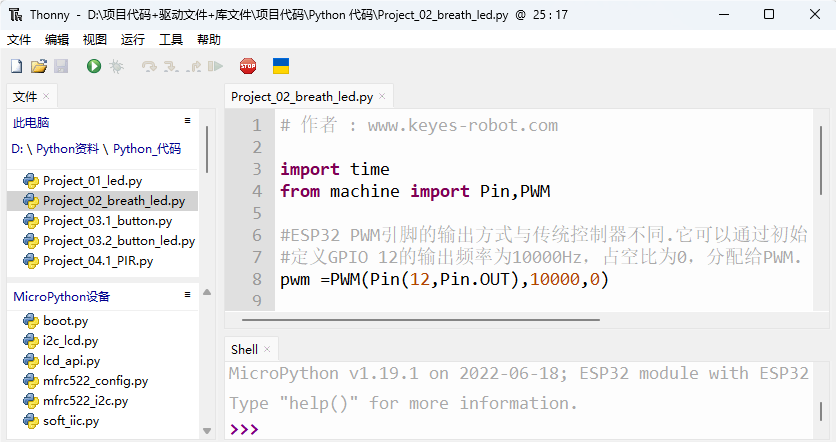 Thonny - D:\项目代码+驱动文件+库文件\项目代码\Python 代码\Project_02_breath_led.py @ 25 : 17
文件 编辑 视图 运行 工具 帮助
STOP
文件 ×
此电脑 ≡
D: \ Python资料 \ Python_代码
Project_01_led.py
Project_02_breath_led.py
Project_03.1_button.py
Project_03.2_button_led.py
Project_04.1_PIR.py
MicroPython设备 ≡
boot.py
i2c_lcd.py
lcd_api.py
mfrc522_config.py
mfrc522_i2c.py
soft_iic.py
Project_02_breath_led.py ×
1 # 作者 : www.keyes-robot.com
2
3 import time
4 from machine import Pin,PWM
5
6 #ESP32 PWM引脚的输出方式与传统控制器不同.它可以通过初始
7 #定义GPIO 12的输出频率为10000Hz，占空比为0，分配给PWM.
8 pwm =PWM(Pin(12,Pin.OUT),10000,0)
9
Shell ×
MicroPython v1.19.1 on 2022-06-18; ESP32 module with ESP32
Type "help()" for more information.
>>>